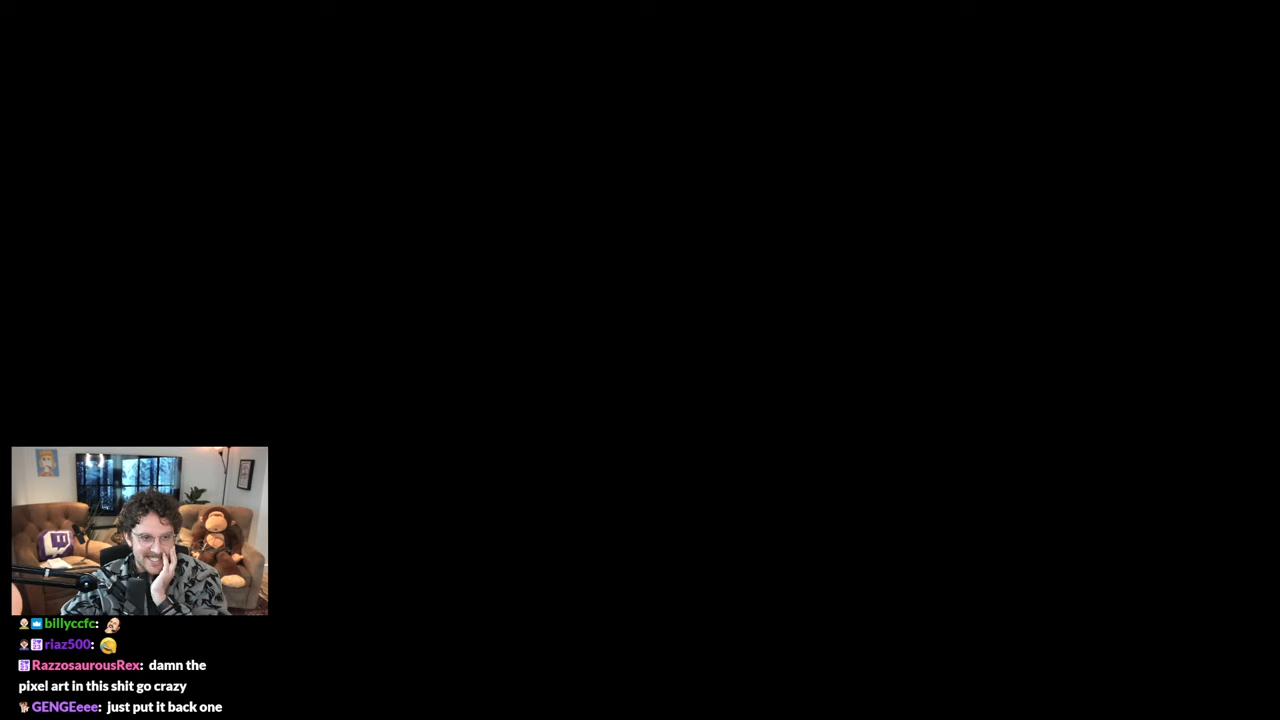 billyccfc:
riaz500:
RazzosaurousRex: damn the
pixel art in this shit go crazy
GENGEeee: just put it back one